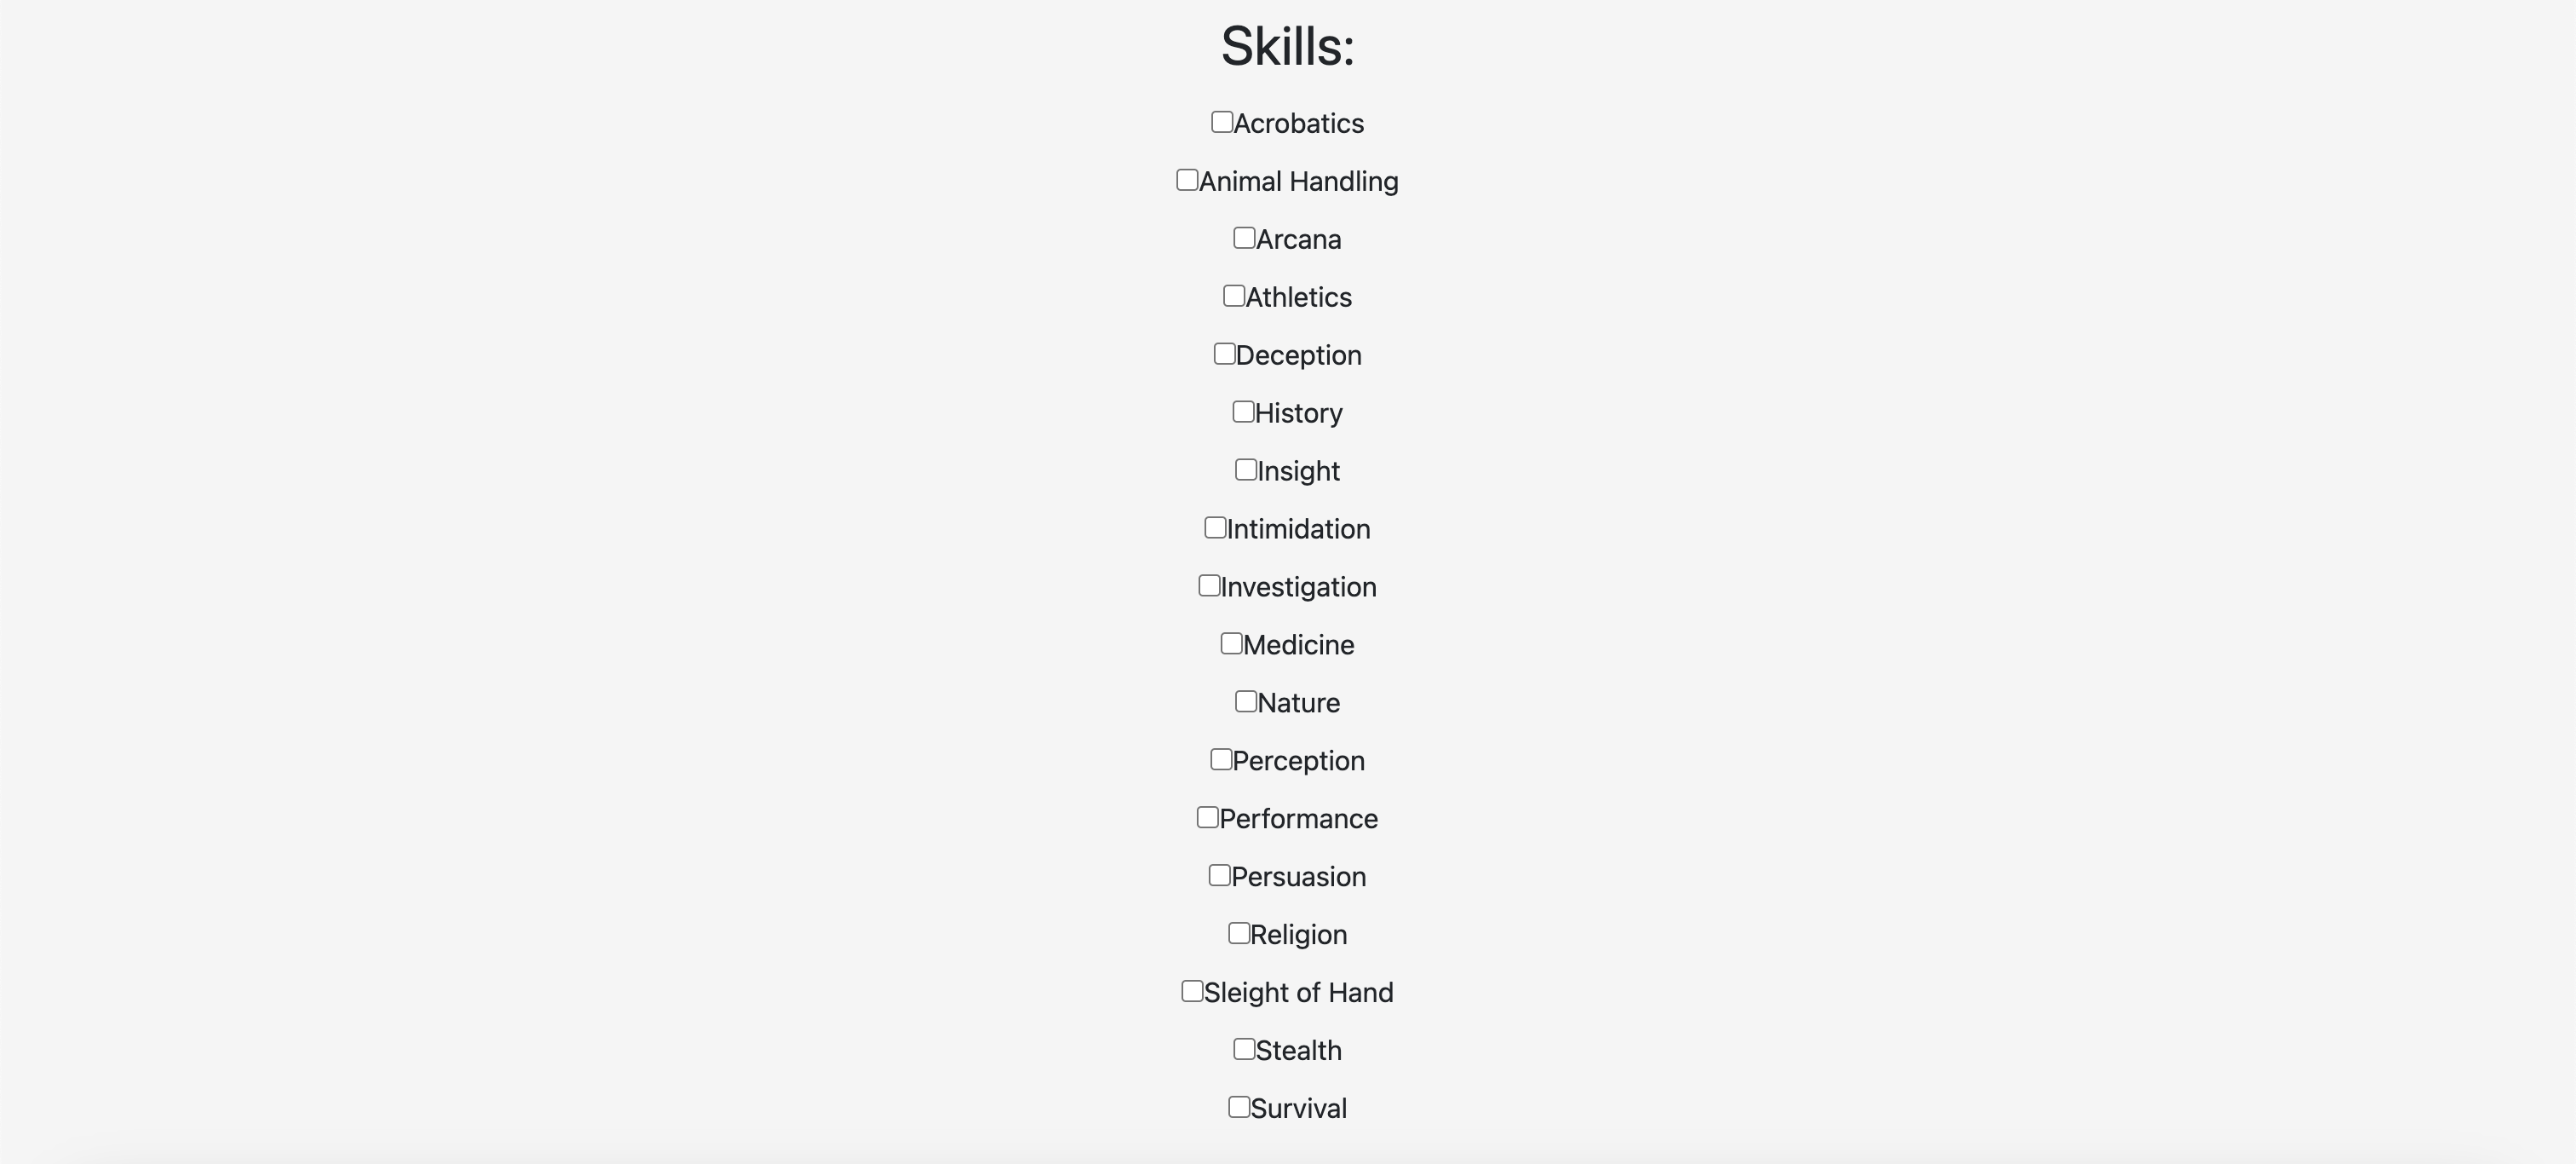 Skills:
Acrobatics
Animal Handling
Arcana
Athletics
Deception
History
Insight
Intimidation
Investigation
Medicine
Nature
Perception
Performance
Persuasion
Religion
Sleight of Hand
Stealth
Survival